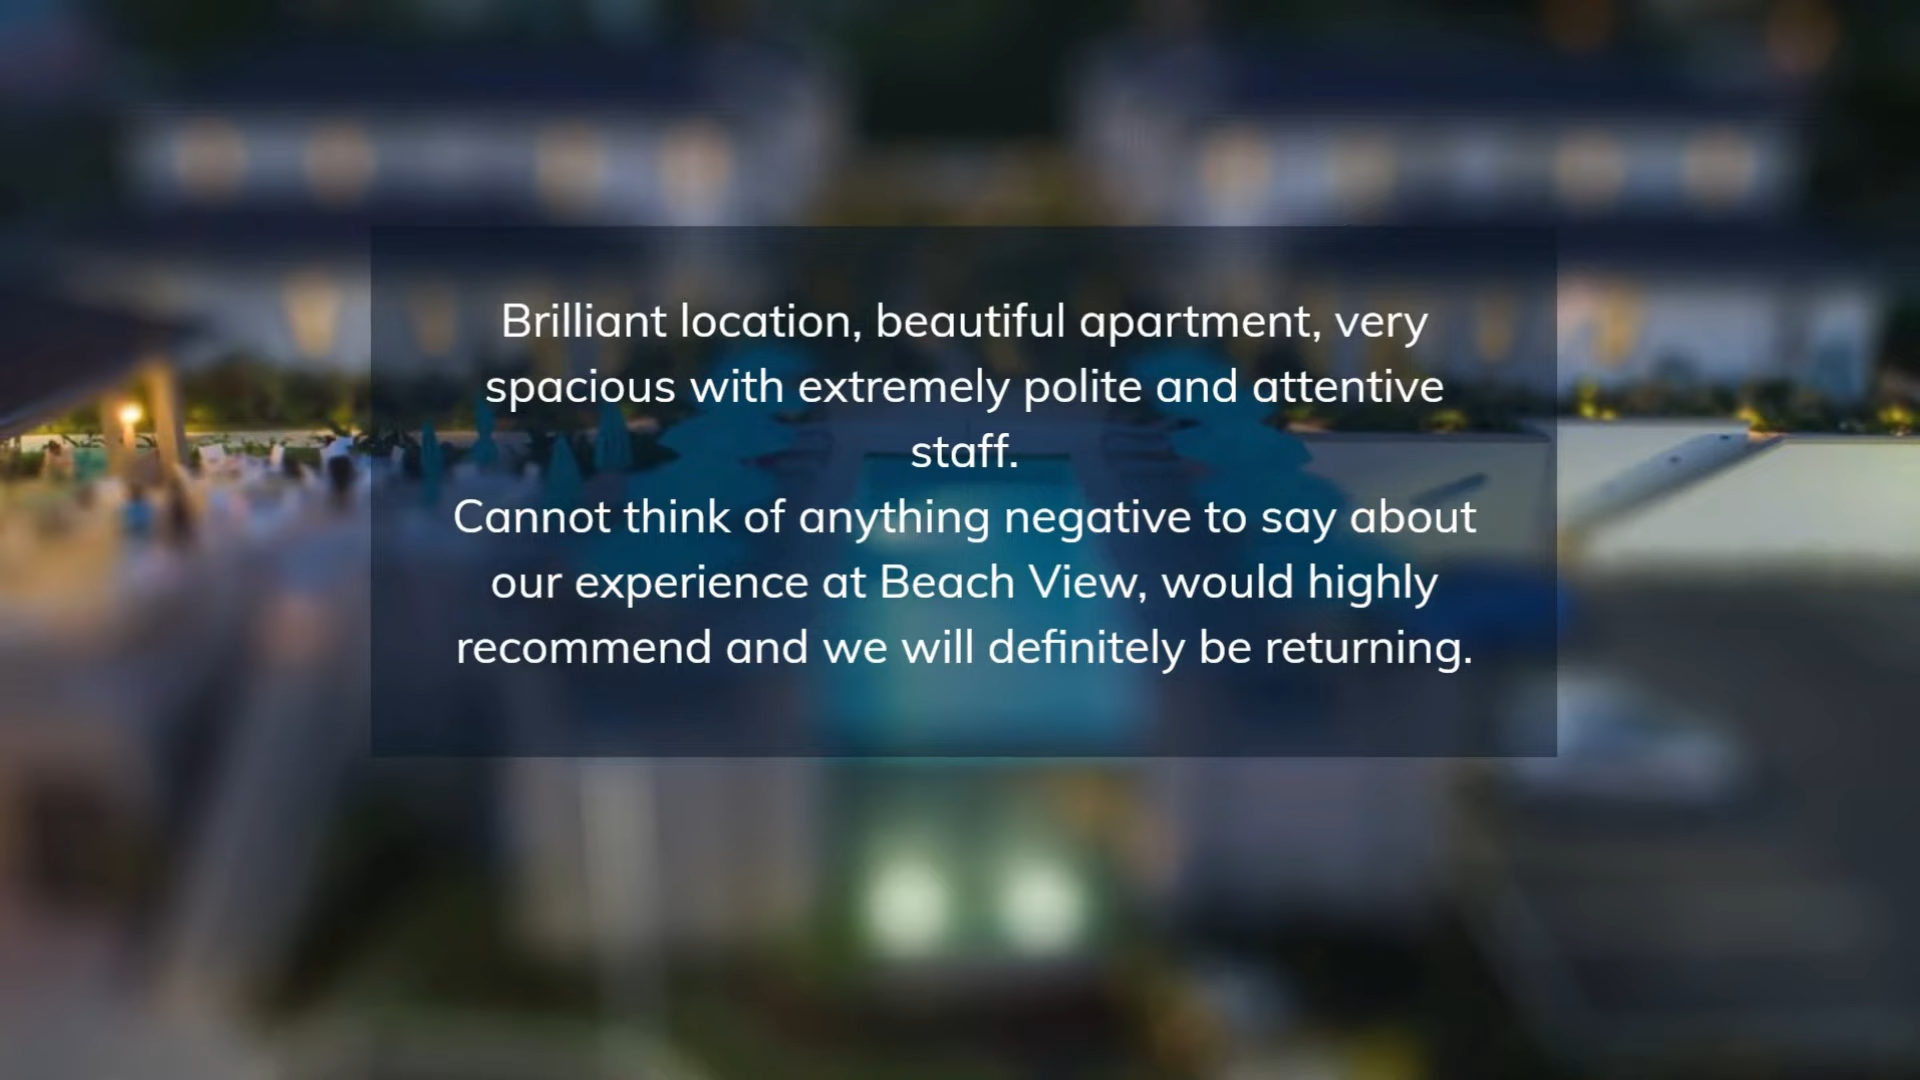 Brilliant location, beautiful apartment, very
spacious with extremely polite and attentive
staff.
Cannot think of anything negative to say about
our experience at Beach View, would highly
recommend and we will definitely be returning.